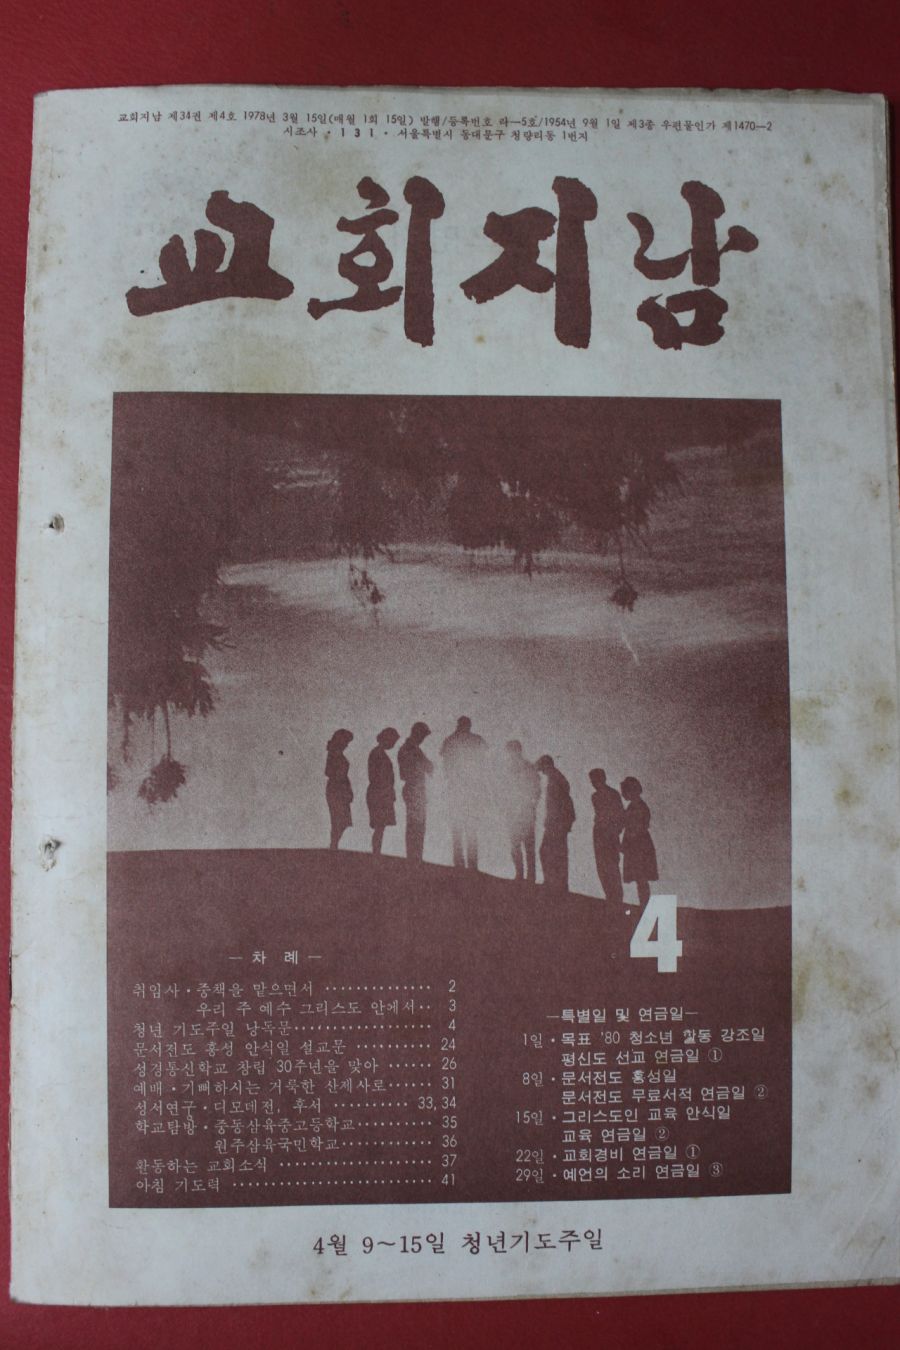 교회지남 제34권 제4호 1978년 3월 15일(매월 1회 15일) 발행/등록번호 라—5호/1954년 9월 1일 제3종 우편물인가 제1470—2
시조사 · 131 · 서울특별시 동대문구 청량리동 1번지
교회지남
4
— 차 례 —
취임사 · 중책을 맡으면서 ·············· 2
우리 주 예수 그리스도 안에서·· 3
청년 기도주일 낭독문·················· 4
문서전도 홍성 안식일 설교문 ··········· 24
성경통신학교 창립 30주년을 맞아 ······ 26
예배 · 기뻐하시는 거룩한 산제사로······ 31
성서연구 · 디모데전, 후서 ··········· 33, 34
학교탐방 · 중동삼육중고등학교·········· 35
원주삼육국민학교············ 36
활동하는 교회소식 ···················· 37
아침 기도력 ·························· 41
—특별일 및 연금일—
1일 · 목표 '80 청소년 활동 강조일
평신도 선교 연금일 ①
8일 · 문서전도 홍성일
문서전도 무료서적 연금일 ②
15일 · 그리스도인 교육 안식일
교육 연금일 ②
22일 · 교회경비 연금일 ①
29일 · 예언의 소리 연금일 ③
4월 9~15일 청년기도주일